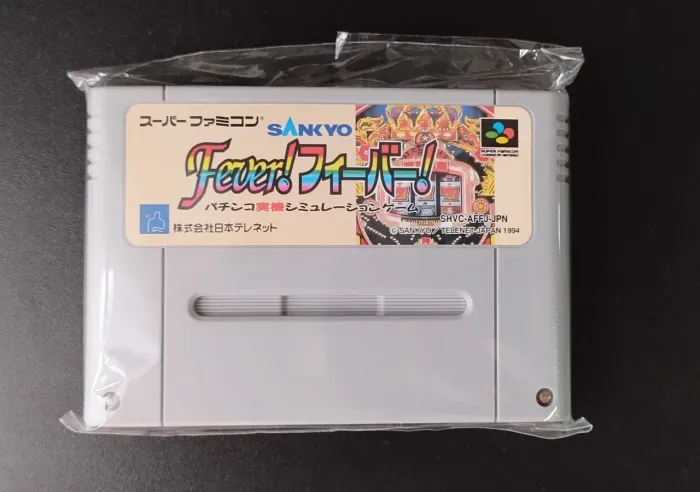 スーパーファミコン
SANKYO
Fever!フィーバー!
パチンコ実機シミュレーションゲーム
株式会社日本テレネット
SUPER FAMICOM
SHVC-AFFJ-JPN
© SANKYO / TELENET JAPAN 1994